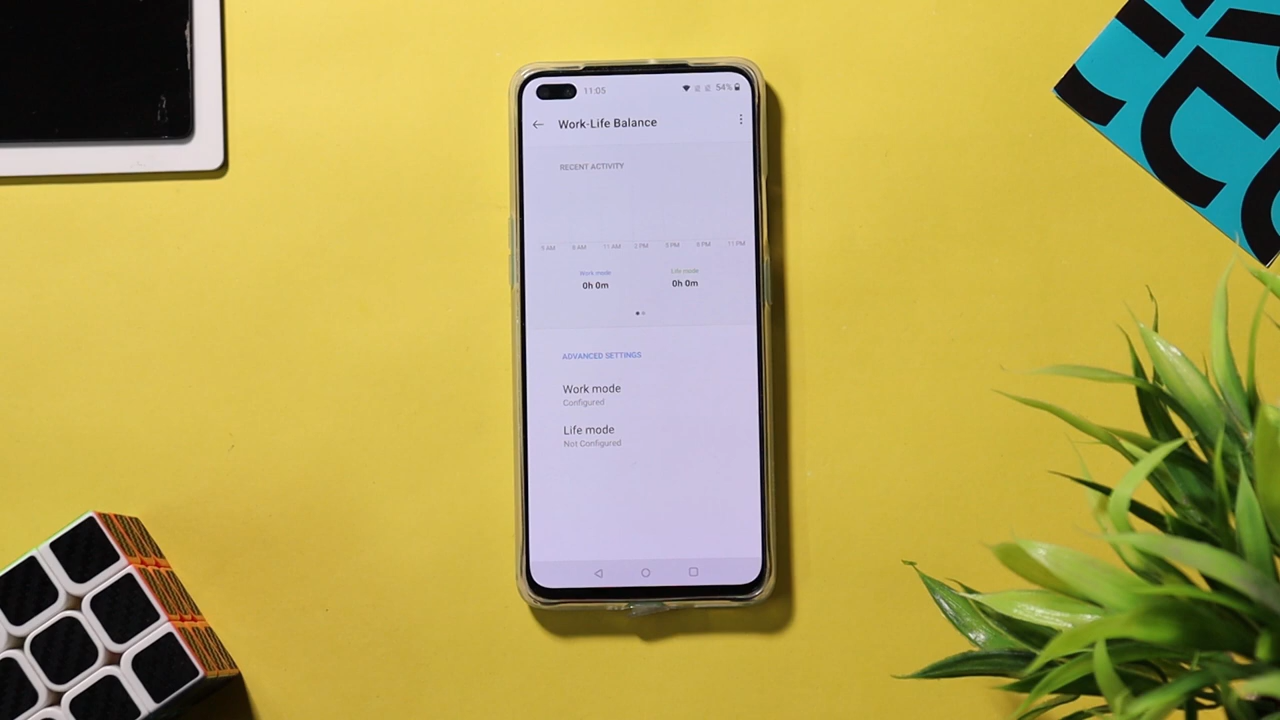 11:05
54%
Work-Life Balance
RECENT ACTIVITY
5 AM 8 AM 11 AM 2 PM 5 PM 8 PM 11 PM
Work mode Life mode
0h 0m 0h 0m
ADVANCED SETTINGS
Work mode
Configured
Life mode
Not Configured